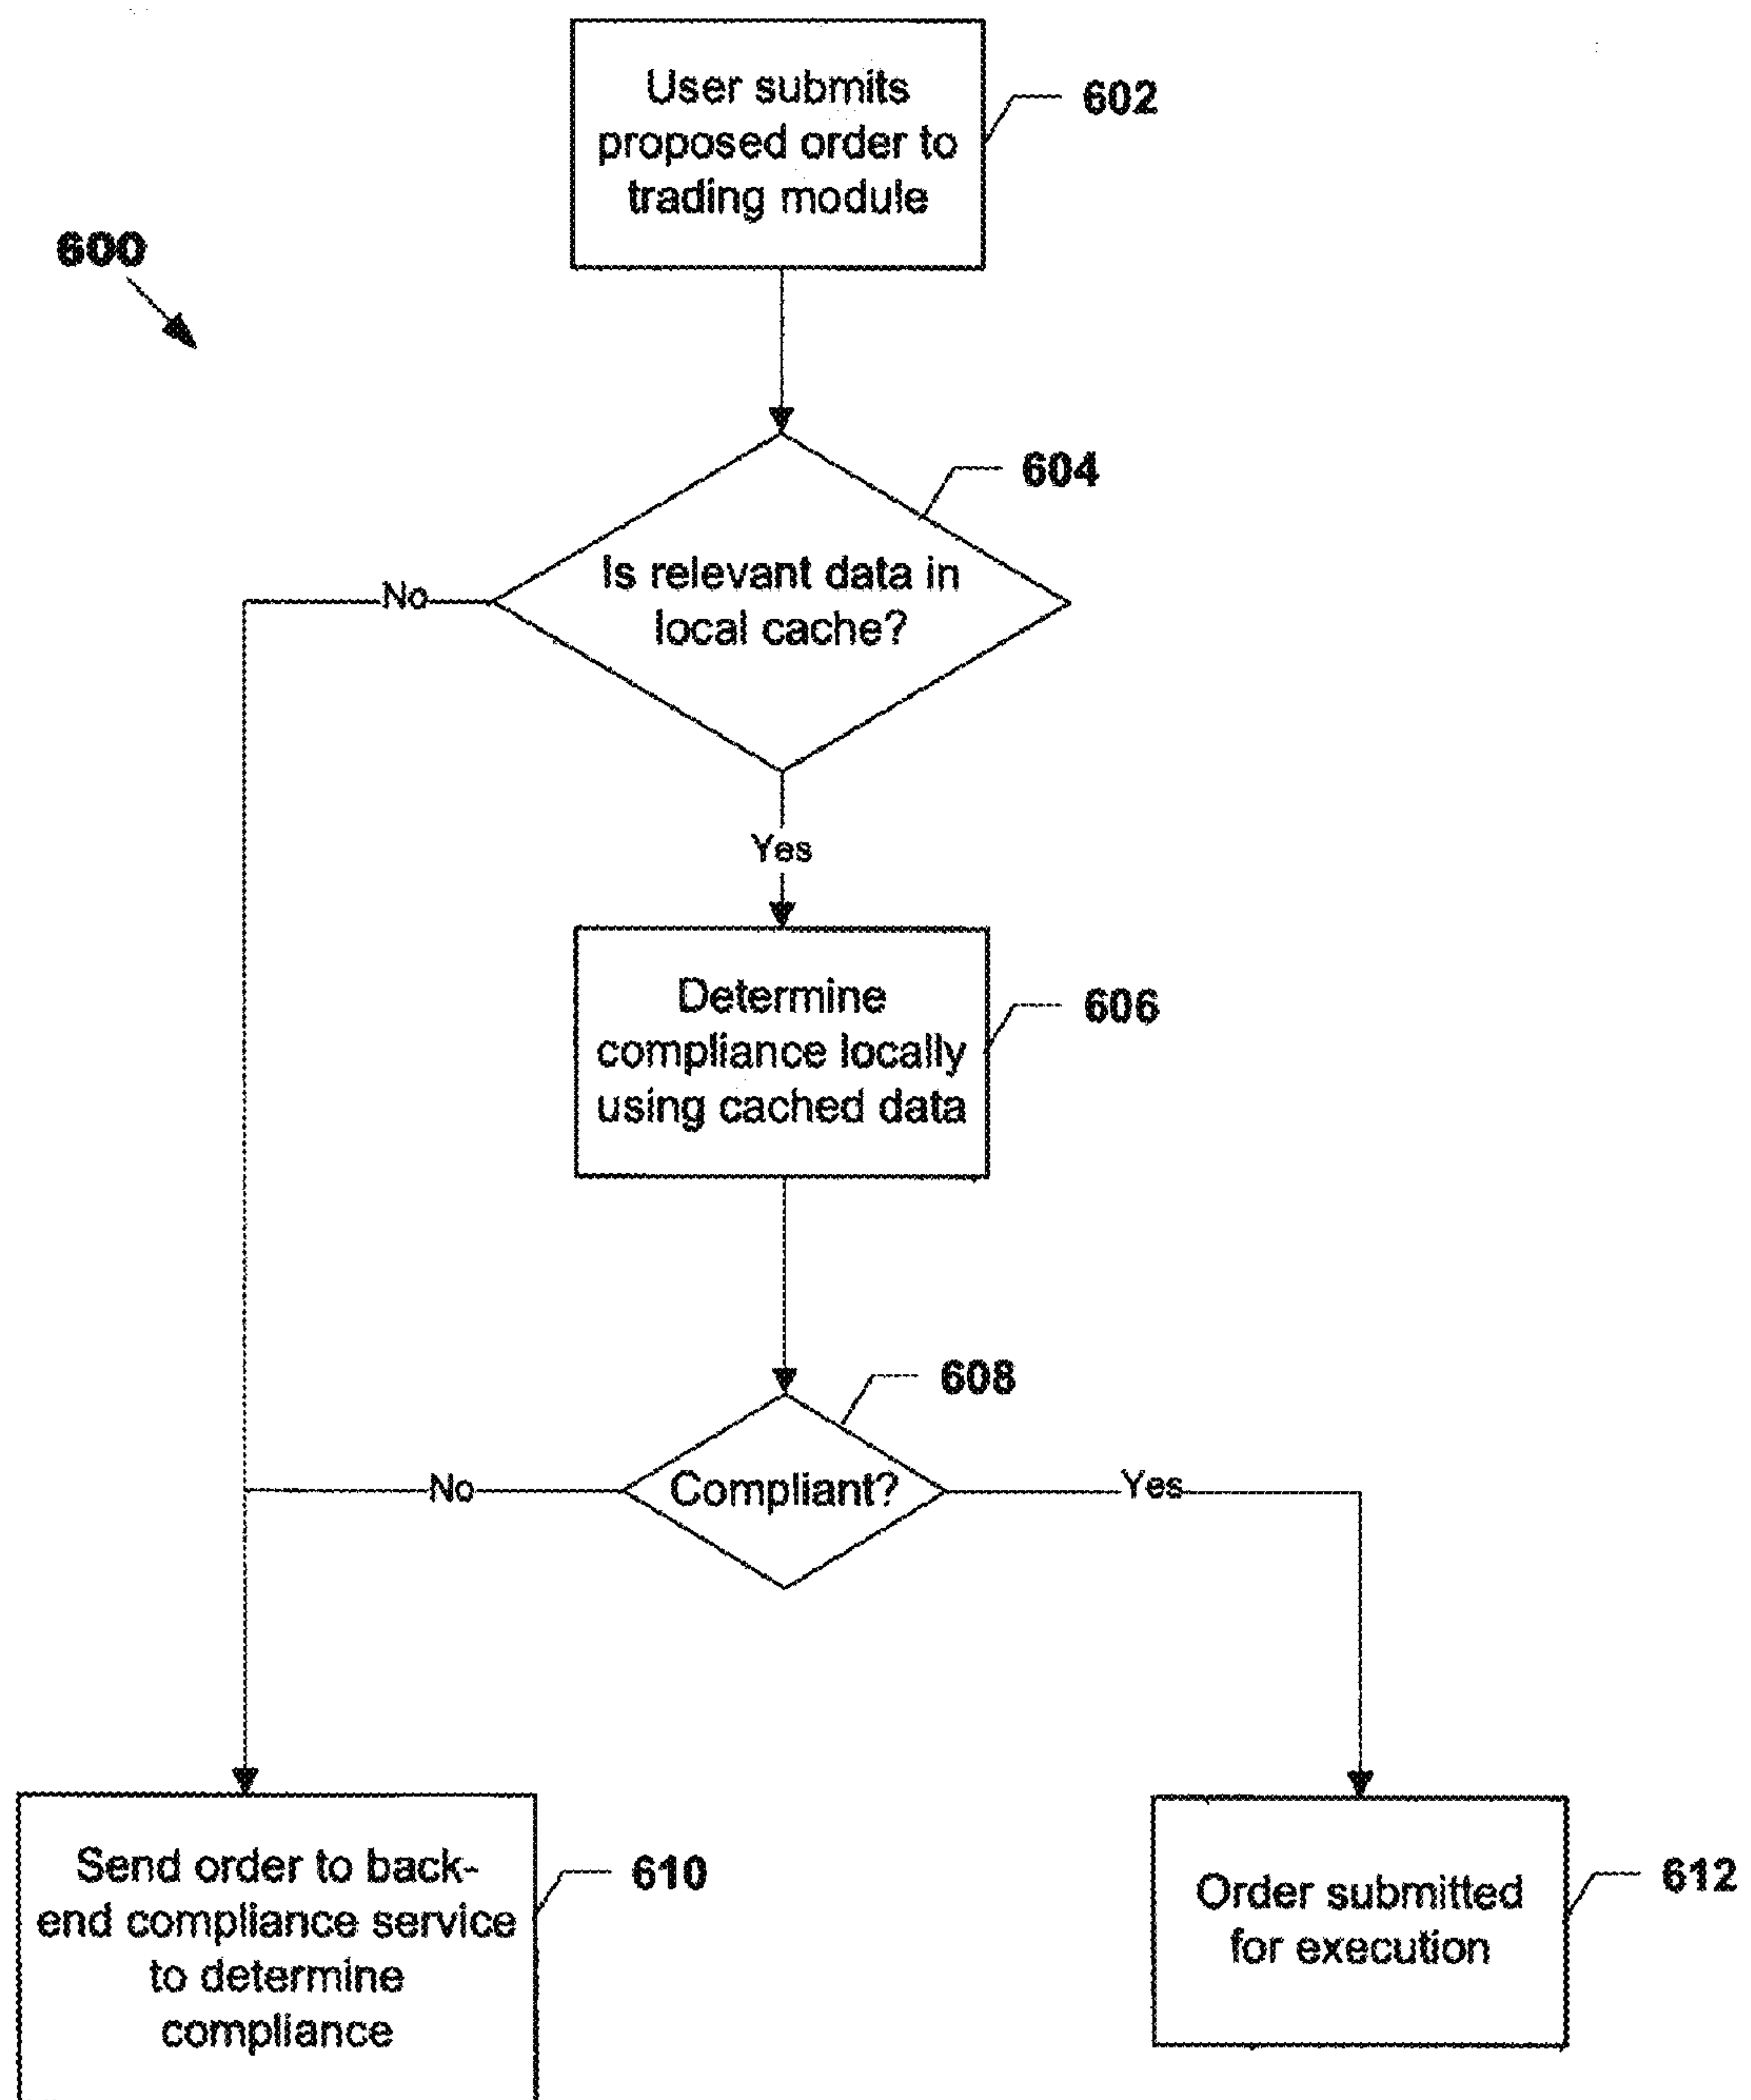 User submits
proposed order to
trading module
602
600
604
Is relevant data in
local cache?
No
Yes
Determine
compliance locally
using cached data
606
608
Compliant?
No
Yes
Send order to back-
end compliance service
to determine
compliance
610
Order submitted
for execution
612